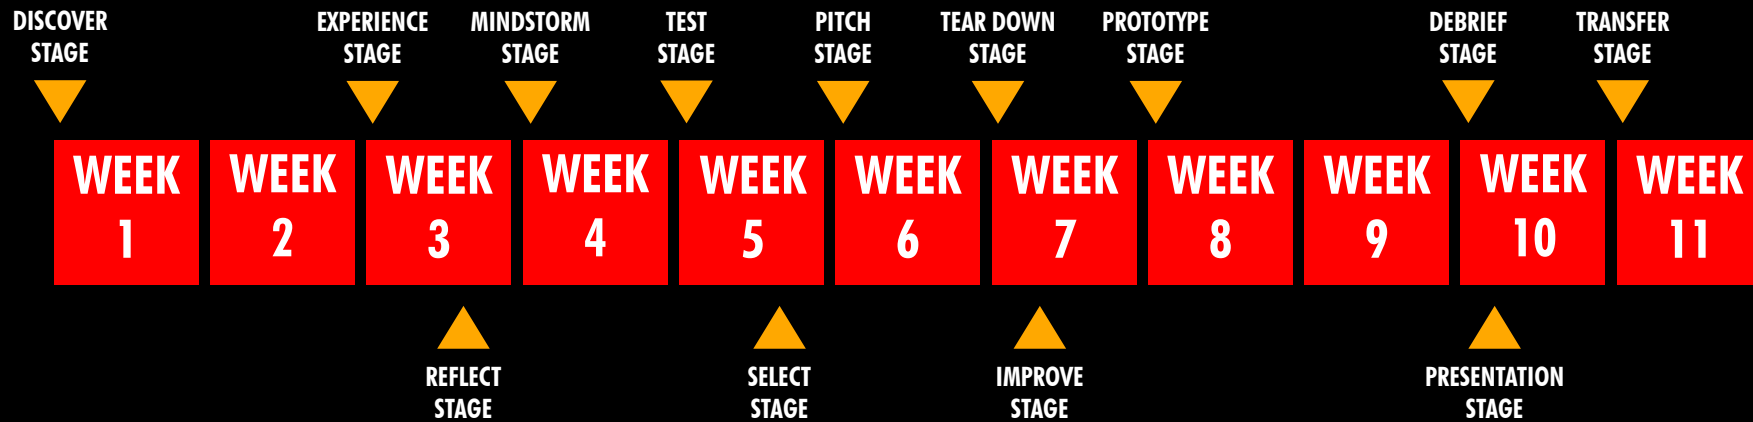 DISCOVER
STAGE
EXPERIENCE
STAGE
MINDSTORM
STAGE
TEST
STAGE
PITCH
STAGE
TEAR DOWN
STAGE
PROTOTYPE
STAGE
DEBRIEF
STAGE
TRANSFER
STAGE
WEEK
1
WEEK
2
WEEK
3
WEEK
4
WEEK
5
WEEK
6
WEEK
7
WEEK
8
WEEK
9
WEEK
10
WEEK
11
REFLECT
STAGE
SELECT
STAGE
IMPROVE
STAGE
PRESENTATION
STAGE